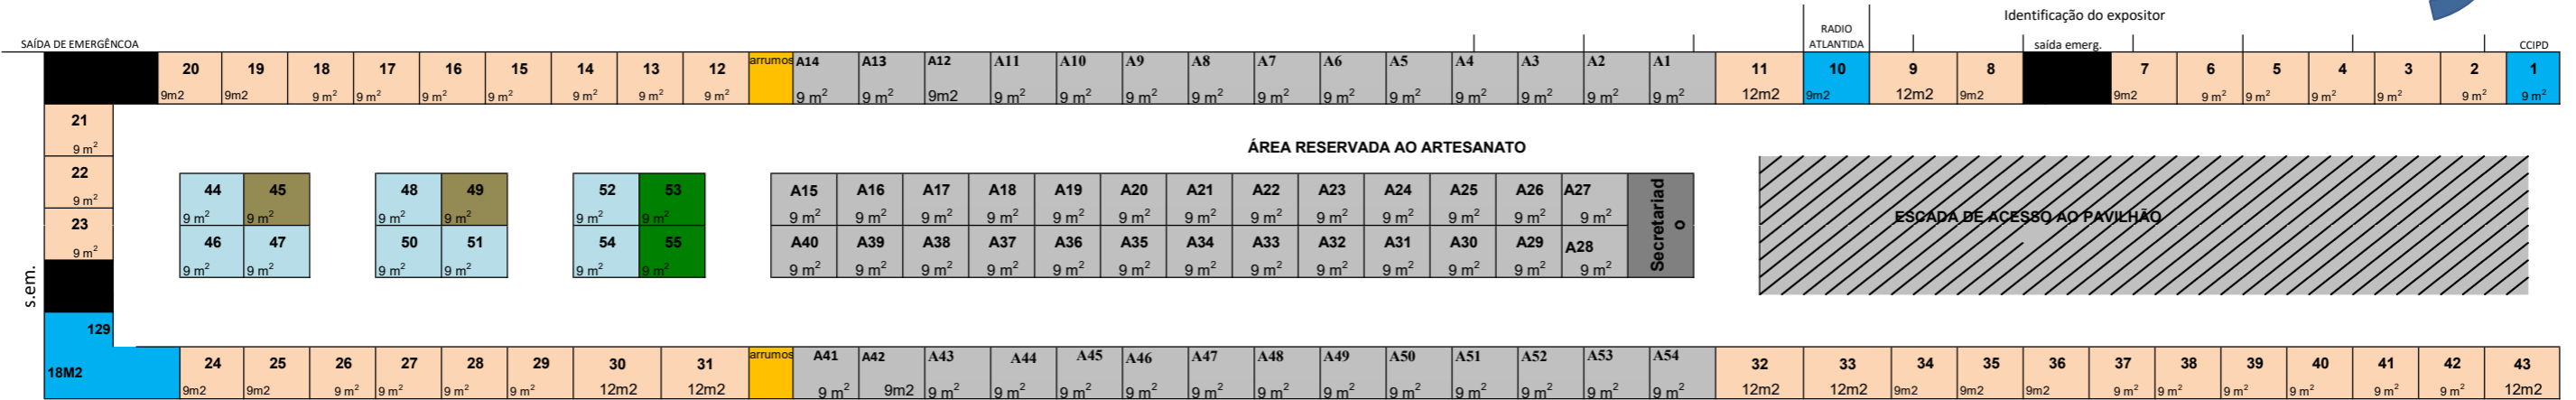 Identificação do expositor
RADIO
ATLANTIDA
SAÍDA DE EMERGÊNCOA
saída emerg.
CCIPD
20 19 18 17 16 15 14 13 12 arrumos A14 A13 A12 A11 A10 A9 A8 A7 A6 A5 A4 A3 A2 A1 11 10 9 8 7 6 5 4 3 2 1
9m2 9m2 9 m² 9 m² 9 m² 9 m² 9 m² 9 m² 9 m² 9 m² 9 m² 9m2 9 m² 9 m² 9 m² 9 m² 9 m² 9 m² 9 m² 9 m² 9 m² 9 m² 9 m² 12m2 9m2 12m2 9m2 9m2 9 m² 9 m² 9 m² 9 m² 9 m² 9 m²
21
9 m²
ÁREA RESERVADA AO ARTESANATO
22
9 m²
44 45 48 49 52 53 A15 A16 A17 A18 A19 A20 A21 A22 A23 A24 A25 A26 A27
9 m² 9 m² 9 m² 9 m² 9 m² 9 m² 9 m² 9 m² 9 m² 9 m² 9 m² 9 m² 9 m² 9 m² 9 m² 9 m² 9 m² 9 m² 9 m²
Secretariad
o
ESCADA DE ACESSO AO PAVILHÃO
23
9 m²
46 47 50 51 54 55 A40 A39 A38 A37 A36 A35 A34 A33 A32 A31 A30 A29 A28
9 m² 9 m² 9 m² 9 m² 9 m² 9 m² 9 m² 9 m² 9 m² 9 m² 9 m² 9 m² 9 m² 9 m² 9 m² 9 m² 9 m² 9 m² 9 m²
s.em.
129
18M2
24 25 26 27 28 29 30 31 arrumos A41 A42 A43 A44 A45 A46 A47 A48 A49 A50 A51 A52 A53 A54 32 33 34 35 36 37 38 39 40 41 42 43
9m2 9m2 9 m² 9 m² 9 m² 9 m² 12m2 12m2 9 m² 9m2 9 m² 9 m² 9 m² 9 m² 9 m² 9 m² 9 m² 9 m² 9 m² 9 m² 9 m² 9 m² 12m2 12m2 9m2 9m2 9m2 9 m² 9 m² 9 m² 9 m² 9 m² 9 m² 12m2